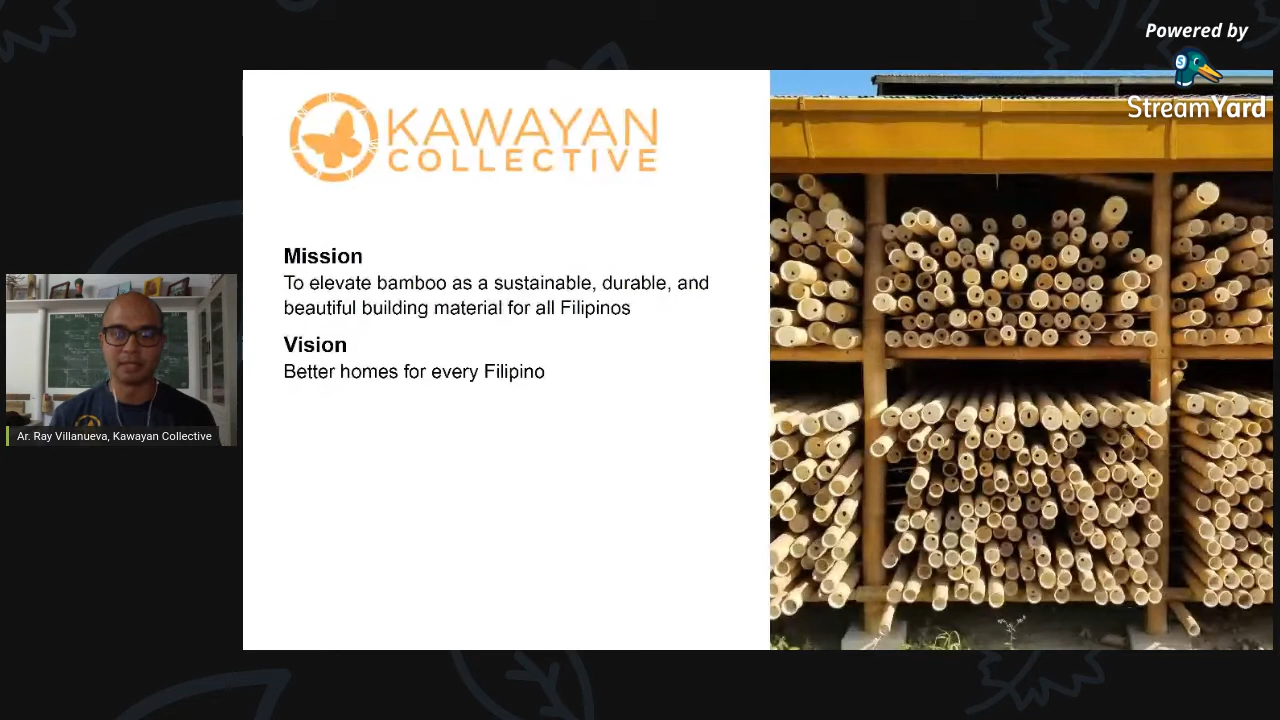 Powered by
StreamYard
KAWAYAN
COLLECTIVE
Mission
To elevate bamboo as a sustainable, durable, and
beautiful building material for all Filipinos
Vision
Better homes for every Filipino
Ar. Ray Villanueva, Kawayan Collective